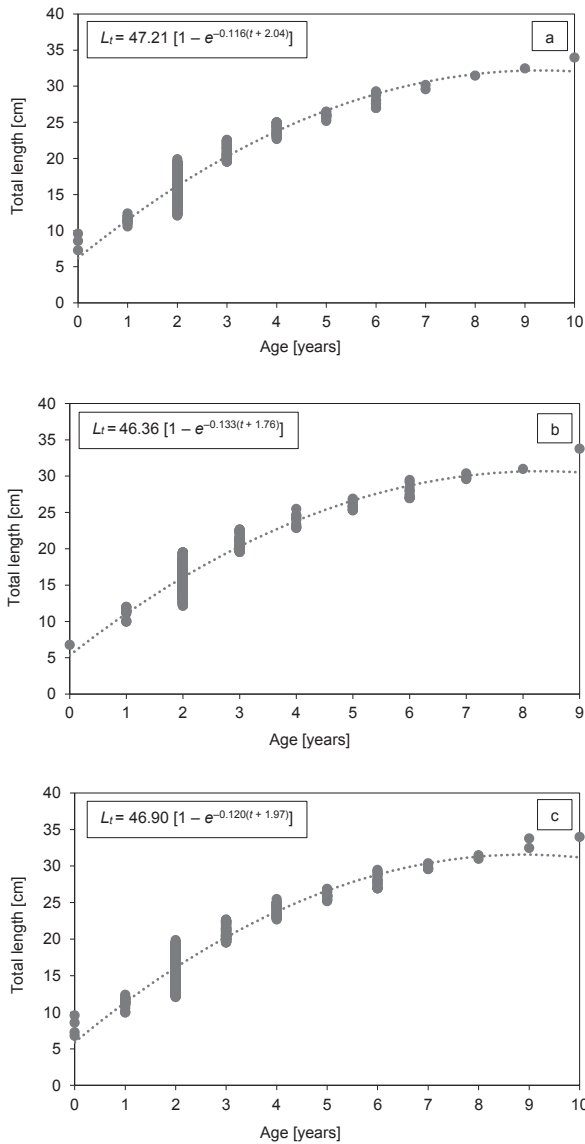 L_t = 47.21 [1 – e^–0.116(t + 2.04)]
a
Total length [cm]
40
35
30
25
20
15
10
5
0
0 1 2 3 4 5 6 7 8 9 10
Age [years]
L_t = 46.36 [1 – e^–0.133(t + 1.76)]
b
Total length [cm]
40
35
30
25
20
15
10
5
0
0 1 2 3 4 5 6 7 8 9
Age [years]
L_t = 46.90 [1 – e^–0.120(t + 1.97)]
c
Total length [cm]
40
35
30
25
20
15
10
5
0
0 1 2 3 4 5 6 7 8 9 10
Age [years]